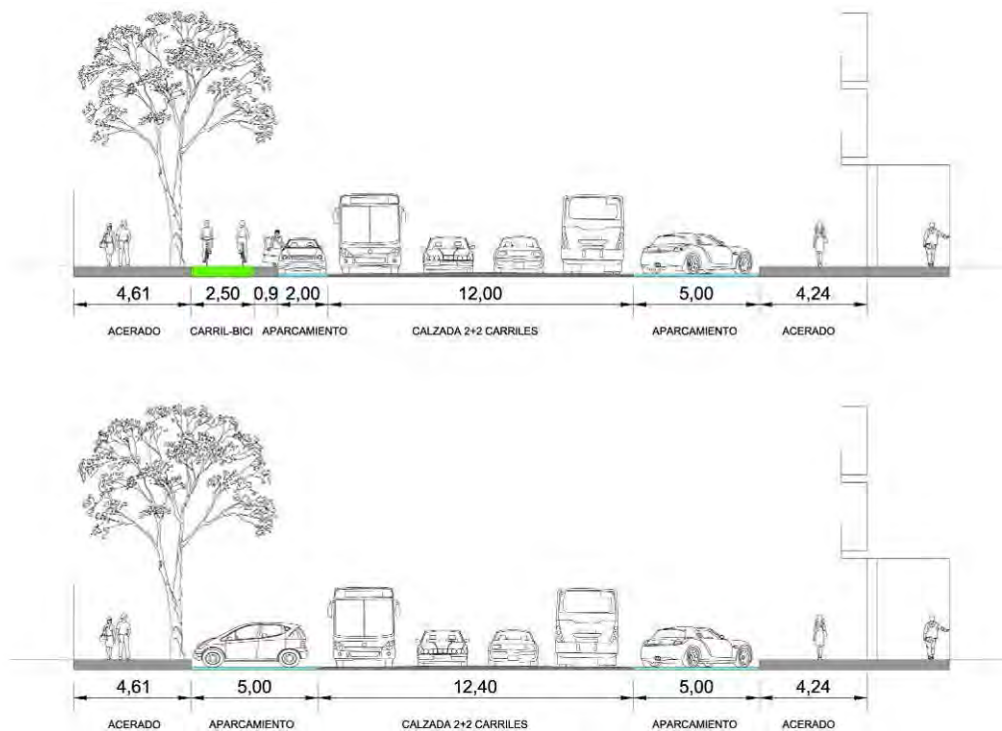 4,61 2,50 0,9 2,00 12,00 5,00 4,24
ACERADO CARRIL-BICI APARCAMIENTO CALZADA 2+2 CARRILES APARCAMIENTO ACERADO
4,61 5,00 12,40 5,00 4,24
ACERADO APARCAMIENTO CALZADA 2+2 CARRILES APARCAMIENTO ACERADO